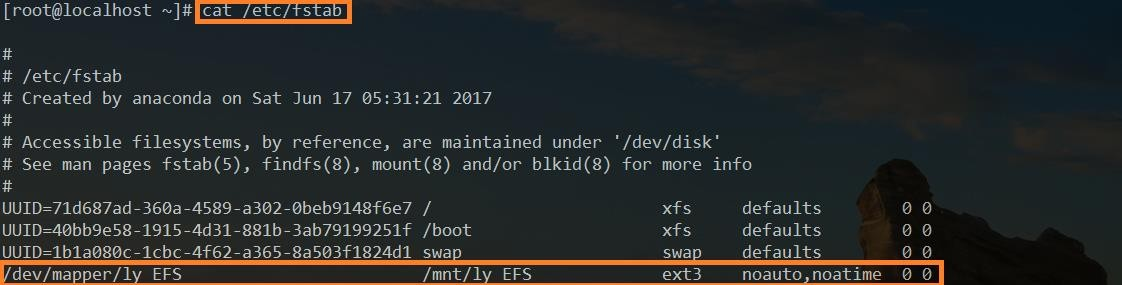 [root@localhost ~]# cat /etc/fstab
#
# /etc/fstab
# Created by anaconda on Sat Jun 17 05:31:21 2017
#
# Accessible filesystems, by reference, are maintained under '/dev/disk'
# See man pages fstab(5), findfs(8), mount(8) and/or blkid(8) for more info
#
UUID=71d687ad-360a-4589-a302-0beb9148f6e7 / xfs defaults 0 0
UUID=40bb9e58-1915-4d31-881b-3ab79199251f /boot xfs defaults 0 0
UUID=1b1a080c-1cbc-4f62-a365-8a503f1824d1 swap swap defaults 0 0
/dev/mapper/ly EFS /mnt/ly EFS ext3 noauto,noatime 0 0